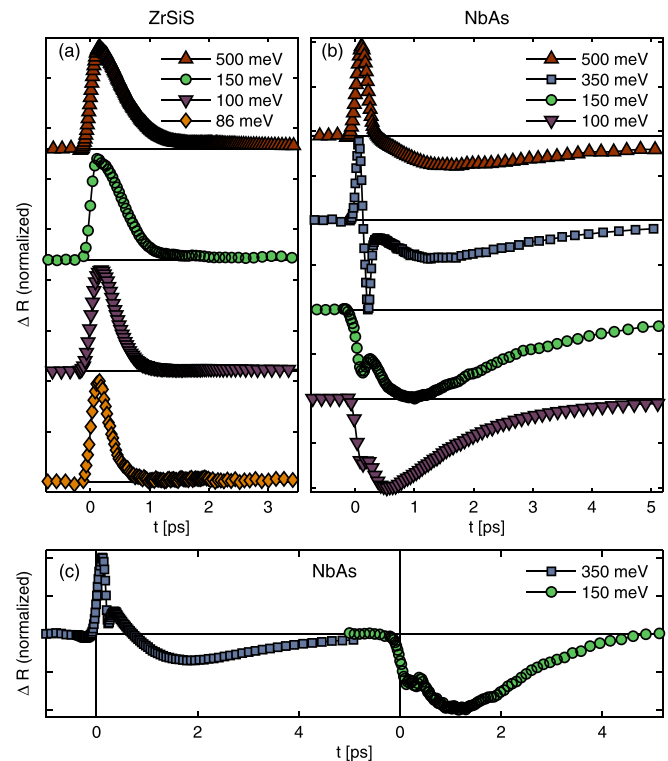 ZrSiS
NbAs
(a)
500 meV
150 meV
100 meV
86 meV
(b)
500 meV
350 meV
150 meV
100 meV
Δ R (normalized)
0 1 2 3
0 1 2 3 4 5
t [ps]
t [ps]
(c)
NbAs
350 meV
150 meV
Δ R (normalized)
0 2 4 0 2 4
t [ps]